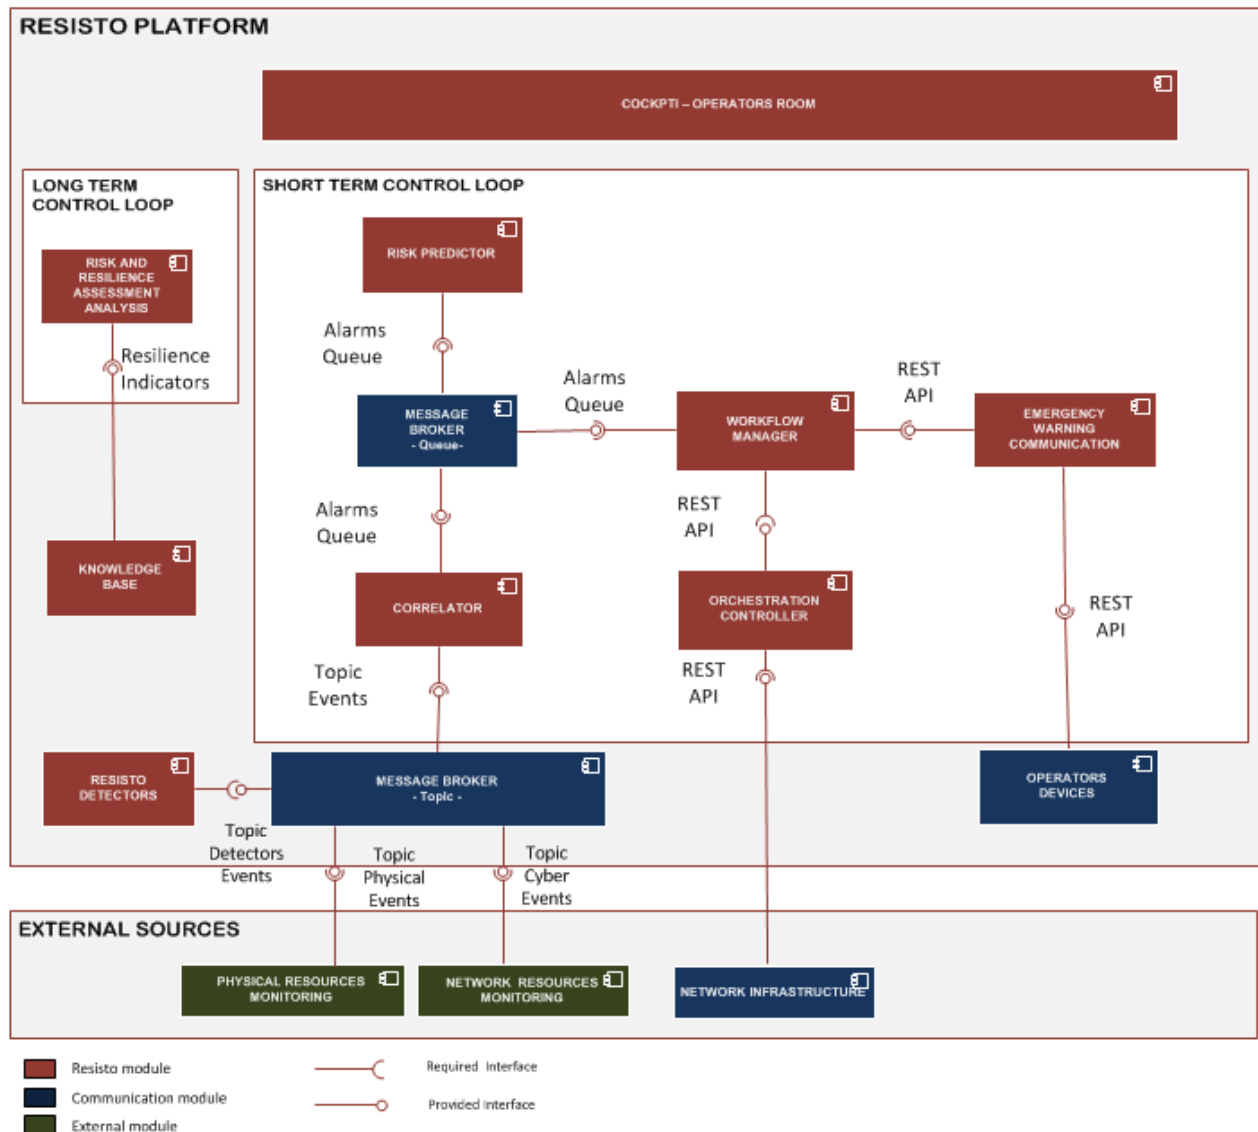 RESISTO PLATFORM
COCKPTI – OPERATORS ROOM
LONG TERM
CONTROL LOOP
RISK AND
RESILIENCE
ASSESSMENT
ANALYSIS
Resilience
Indicators
KNOWLEDGE
BASE
SHORT TERM CONTROL LOOP
RISK PREDICTOR
Alarms
Queue
MESSAGE
BROKER
- Queue-
Alarms
Queue
WORKFLOW
MANAGER
REST
API
EMERGENCY
WARNING
COMMUNICATION
Alarms
Queue
REST
API
CORRELATOR
ORCHESTRATION
CONTROLLER
REST
API
Topic
Events
REST
API
RESISTO
DETECTORS
MESSAGE BROKER
- Topic -
OPERATORS
DEVICES
Topic
Detectors
Events
Topic
Physical
Events
Topic
Cyber
Events
EXTERNAL SOURCES
PHYSICAL RESOURCES
MONITORING
NETWORK RESOURCES
MONITORING
NETWORK INFRASTRUCTURE
Resisto module
Communication module
External module
Required Interface
Provided Interface